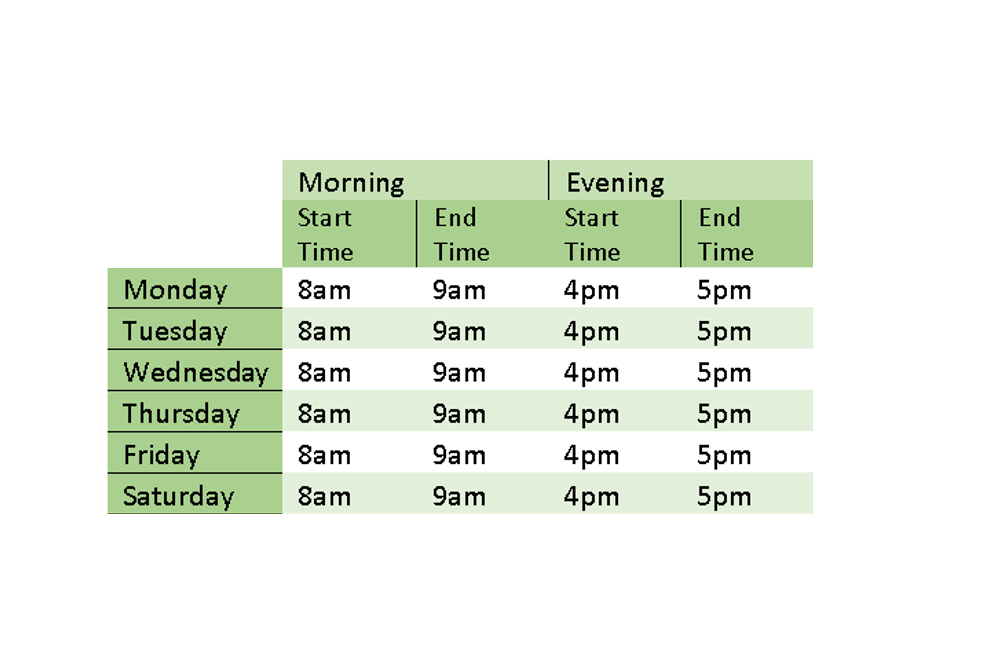 Morning Evening
Start End Start End
Time Time Time Time
Monday 8am 9am 4pm 5pm
Tuesday 8am 9am 4pm 5pm
Wednesday 8am 9am 4pm 5pm
Thursday 8am 9am 4pm 5pm
Friday 8am 9am 4pm 5pm
Saturday 8am 9am 4pm 5pm